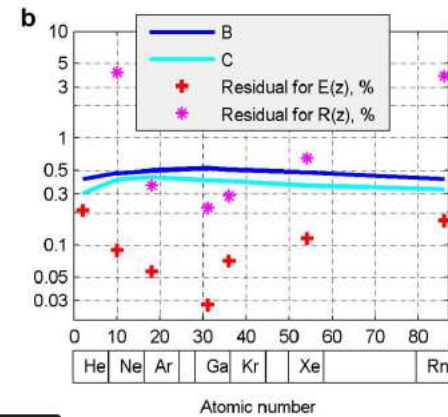 b
B
C
Residual for E(z), %
Residual for R(z), %
10
5
3
1
0.5
0.3
0.1
0.05
0.03
0 10 20 30 40 50 60 70 80
He Ne Ar Ga Kr Xe Rn
Atomic number